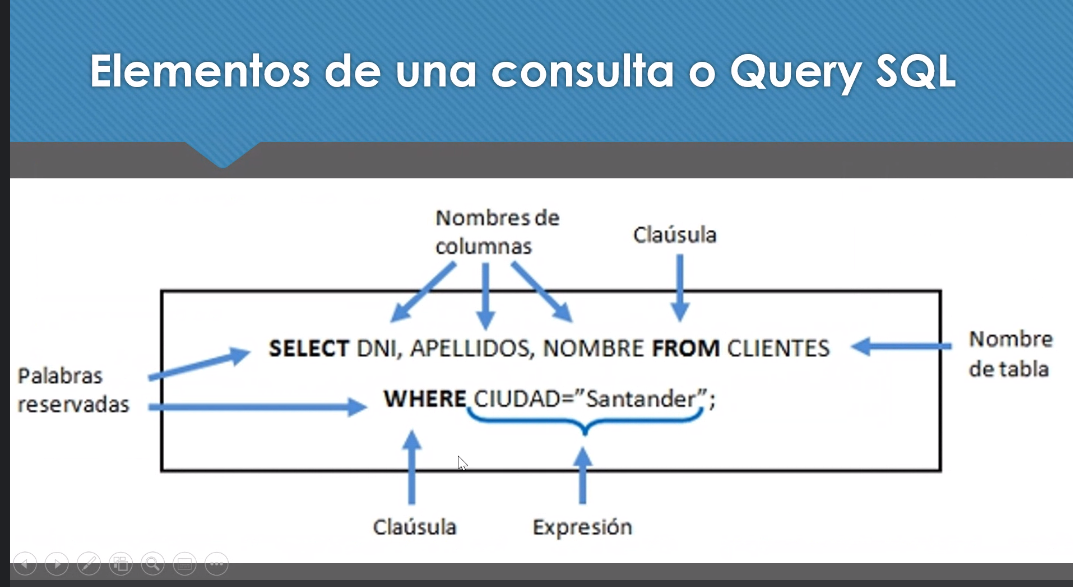 Elementos de una consulta o Query SQL
Nombres de
columnas
Claúsula
SELECT DNI, APELLIDOS, NOMBRE FROM CLIENTES
Nombre
de tabla
Palabras
reservadas
WHERE CIUDAD=”Santander”;
Claúsula
Expresión